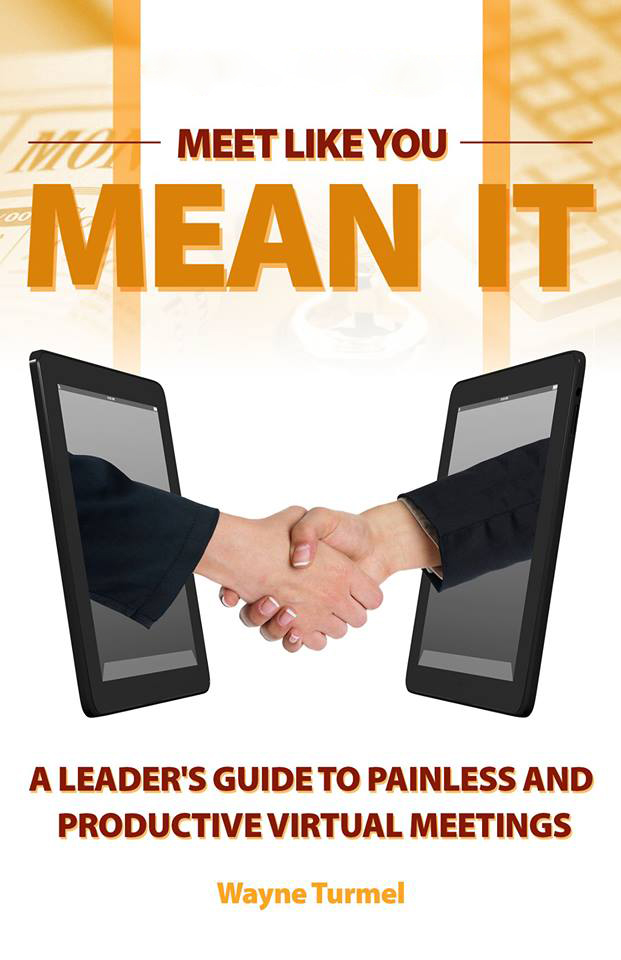 MEET LIKE YOU
MEAN IT
A LEADER'S GUIDE TO PAINLESS AND
PRODUCTIVE VIRTUAL MEETINGS
Wayne Turmel